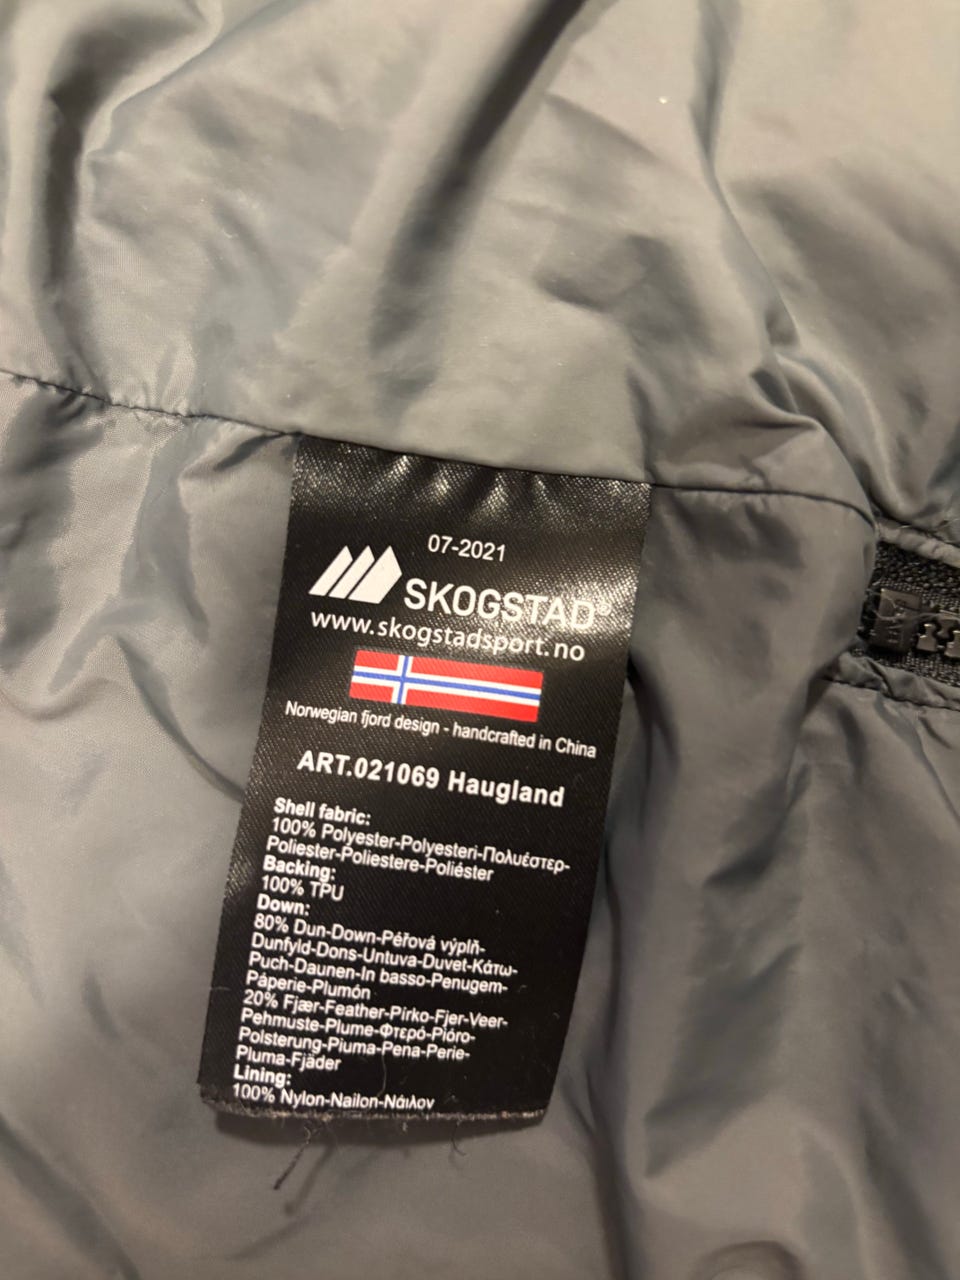 07-2021
SKOGSTAD®
www.skogstadsport.no
Norwegian fjord design - handcrafted in China
ART.021069 Haugland
Shell fabric:
100% Polyester-Polyesteri-Πολυέστερ-
Poliester-Poliestere-Poliéster
Backing:
100% TPU
Down:
80% Dun-Down-Péřová výplň-
Dunfyld-Dons-Untuva-Duvet-Κάτω-
Puch-Daunen-In basso-Penugem-
Páperie-Plumón
20% Fjær-Feather-Pírko-Fjer-Veer-
Pehmuste-Plume-Φτερό-Pióro-
Polsterung-Piuma-Pena-Perie-
Pluma-Fjäder
Lining:
100% Nylon-Nailon-Νάιλον